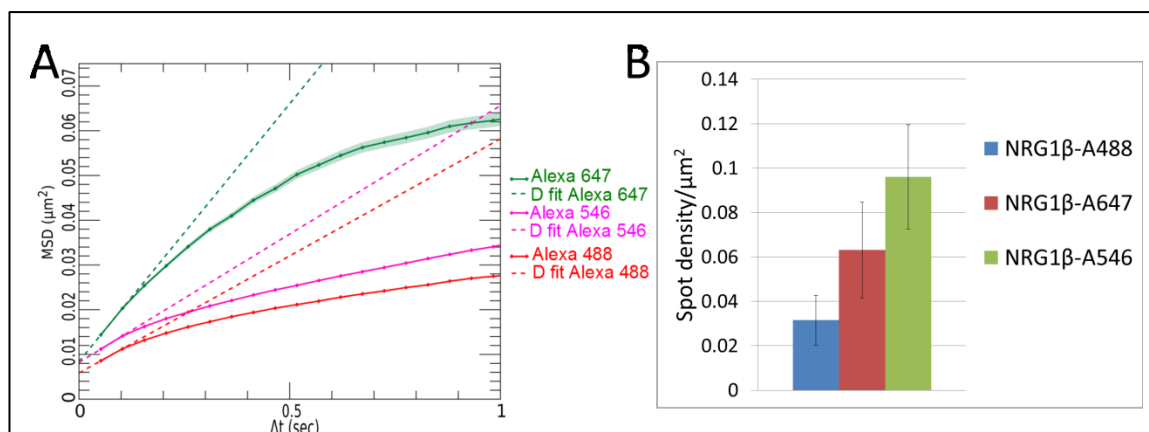 A
MSD (μm²)
0.07
0.06
0.05
0.04
0.03
0.02
0.01
0
0
0.5
1
Δt (sec)
Alexa 647
D fit Alexa 647
Alexa 546
D fit Alexa 546
Alexa 488
D fit Alexa 488
B
Spot density/μm²
0.14
0.12
0.1
0.08
0.06
0.04
0.02
0
NRG1β-A488
NRG1β-A647
NRG1β-A546